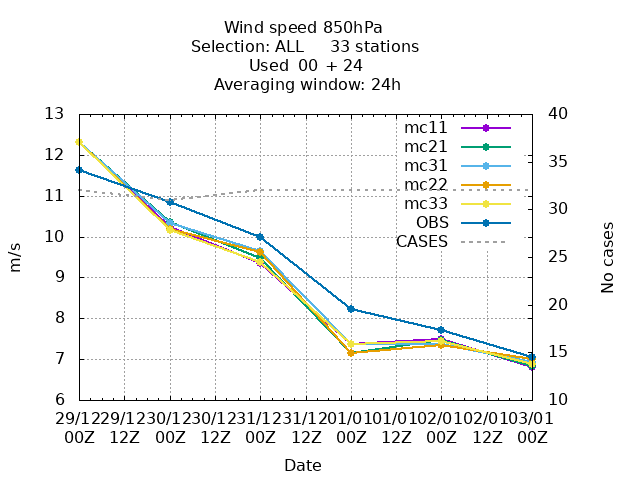 Wind speed 850hPa
Selection: ALL 33 stations
Used 00 + 24
Averaging window: 24h
13
12
11
10
9
8
7
6
m/s
40
35
30
25
20
15
10
No cases
mc11
mc21
mc31
mc22
mc33
OBS
CASES
29/12 29/12 30/12 30/12 31/12 31/12 01/01 01/01 02/01 02/01 03/01
00Z 12Z 00Z 12Z 00Z 12Z 00Z 12Z 00Z 12Z 00Z
Date